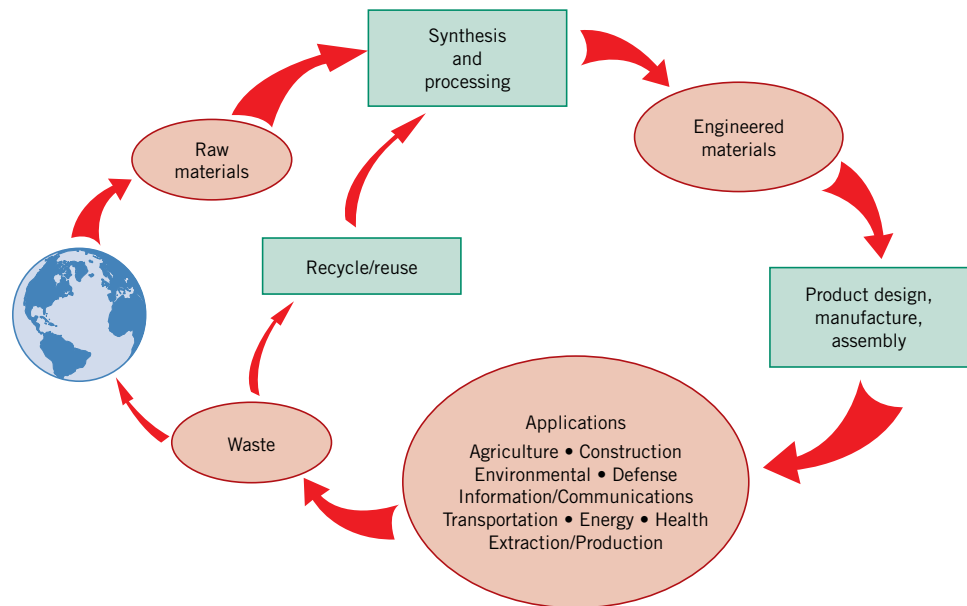 Synthesis
and
processing
Raw
materials
Engineered
materials
Recycle/reuse
Product design,
manufacture,
assembly
Waste
Applications
Agriculture • Construction
Environmental • Defense
Information/Communications
Transportation • Energy • Health
Extraction/Production